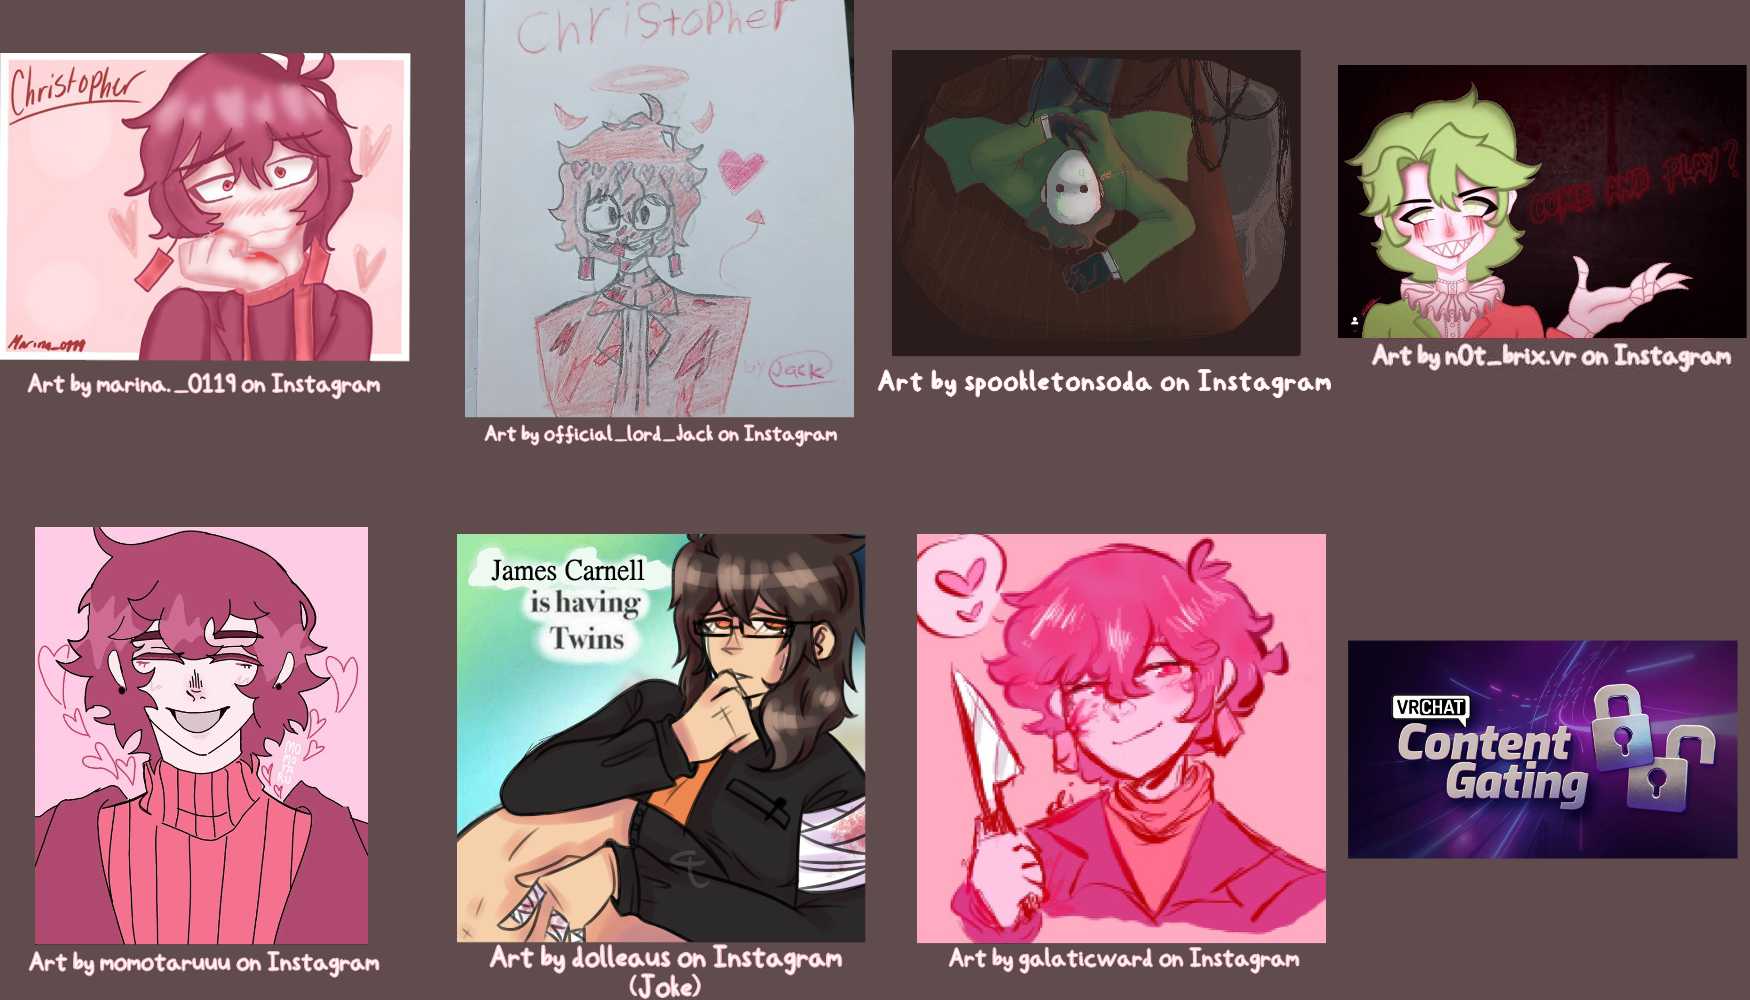 Christopher
Marina_0119
Art by marina._0119 on Instagram
Christopher
by Jack
Art by official_lord_Jack on Instagram
Art by spookletonsoda on Instagram
COME AND PLAY?
Art by n0t_brix.vr on Instagram
MOMOTARU
Art by momotaruuu on Instagram
James Carnell
is having
Twins
Art by dolleaus on Instagram
(Joke)
Art by galaticward on Instagram
VRCHAT
Content
Gating